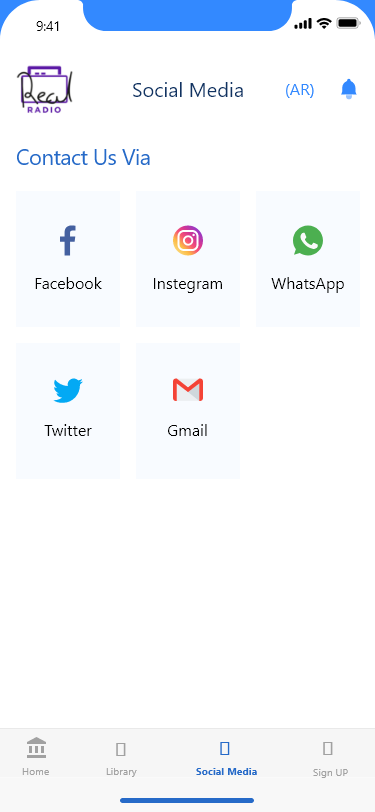 9:41
RADIO
Social Media
(AR)
Contact Us Via
Facebook
Instegram
WhatsApp
Twitter
Gmail
Home
Library
Social Media
Sign UP